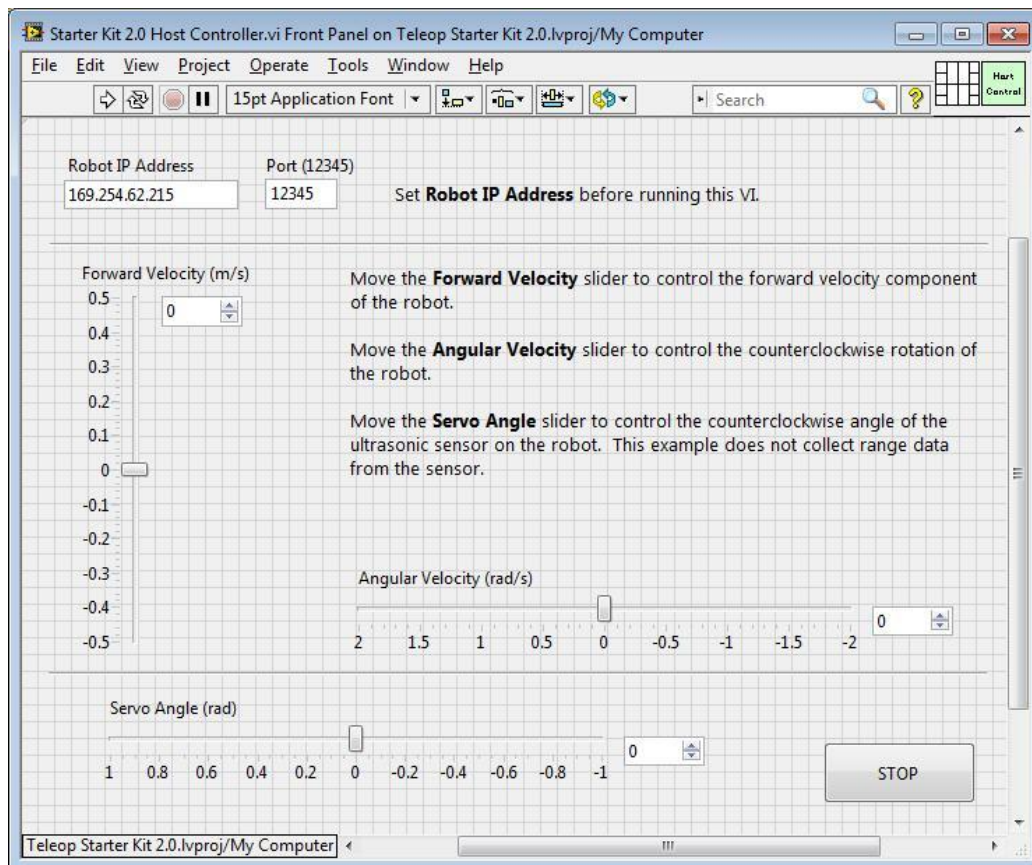 Starter Kit 2.0 Host Controller.vi Front Panel on Teleop Starter Kit 2.0.lvproj/My Computer
File Edit View Project Operate Tools Window Help
15pt Application Font
Search
?
Hart
Control
Robot IP Address
Port (12345)
169.254.62.215
12345
Set Robot IP Address before running this VI.
Forward Velocity (m/s)
0
0.5
0.4
0.3
0.2
0.1
0
-0.1
-0.2
-0.3
-0.4
-0.5
Move the Forward Velocity slider to control the forward velocity component
of the robot.
Move the Angular Velocity slider to control the counterclockwise rotation of
the robot.
Move the Servo Angle slider to control the counterclockwise angle of the
ultrasonic sensor on the robot. This example does not collect range data
from the sensor.
Angular Velocity (rad/s)
0
2 1.5 1 0.5 0 -0.5 -1 -1.5 -2
Servo Angle (rad)
0
1 0.8 0.6 0.4 0.2 0 -0.2 -0.4 -0.6 -0.8 -1
STOP
Teleop Starter Kit 2.0.lvproj/My Computer